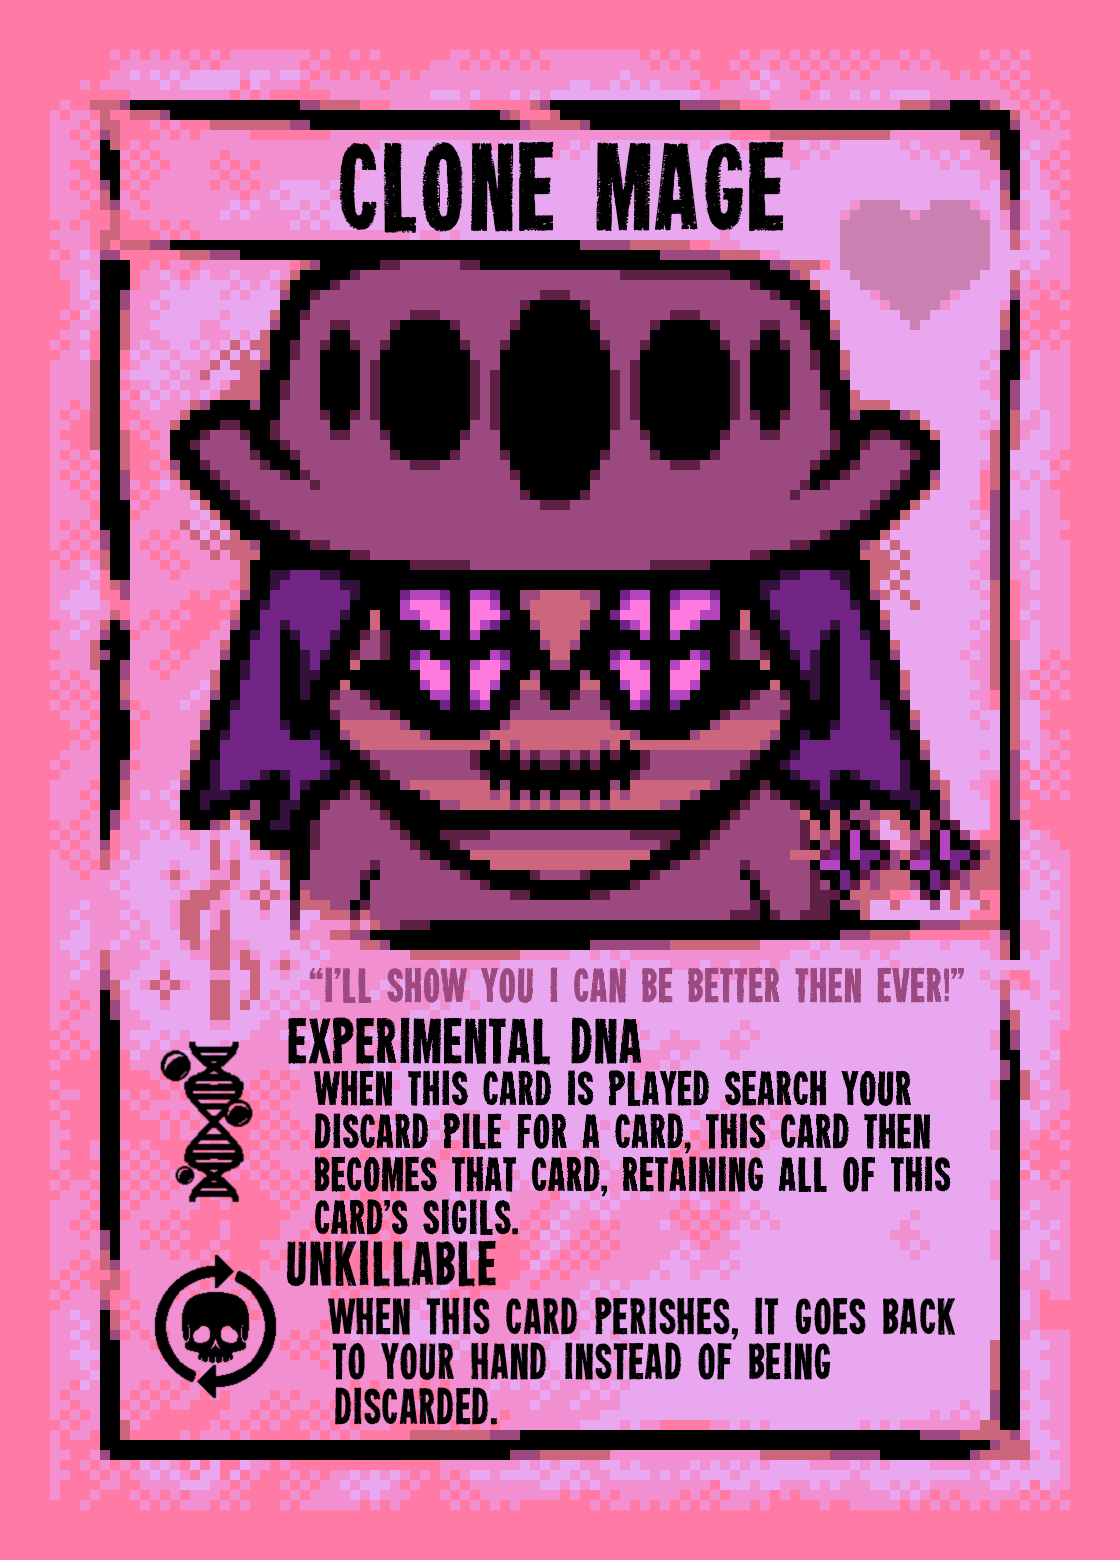 CLONE MAGE
“I’LL SHOW YOU I CAN BE BETTER THEN EVER!”
EXPERIMENTAL DNA
WHEN THIS CARD IS PLAYED SEARCH YOUR
DISCARD PILE FOR A CARD, THIS CARD THEN
BECOMES THAT CARD, RETAINING ALL OF THIS
CARD’S SIGILS.
UNKILLABLE
WHEN THIS CARD PERISHES, IT GOES BACK
TO YOUR HAND INSTEAD OF BEING
DISCARDED.